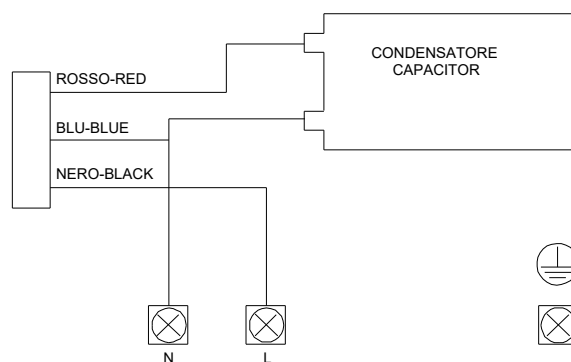 ROSSO-RED
BLU-BLUE
NERO-BLACK
CONDENSATORE
CAPACITOR
N
L